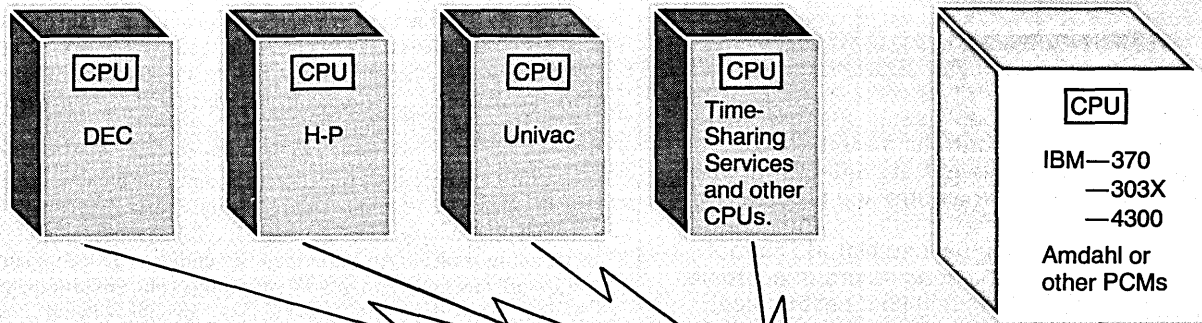 CPU
DEC
CPU
H-P
CPU
Univac
CPU
Time-
Sharing
Services
and other
CPUs.
CPU
IBM—370
—303X
—4300
Amdahl or
other PCMs